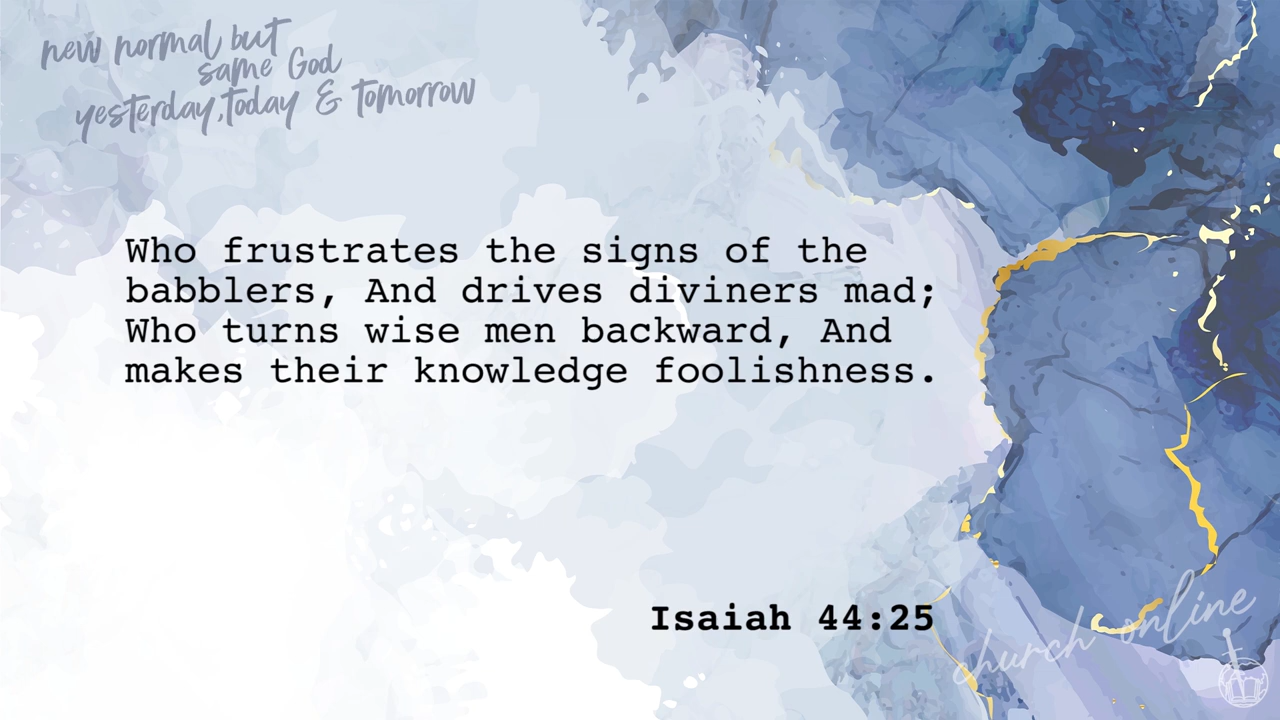 new normal but
same God
yesterday, today & tomorrow
Who frustrates the signs of the
babblers, And drives diviners mad;
Who turns wise men backward, And
makes their knowledge foolishness.
Isaiah 44:25
church online